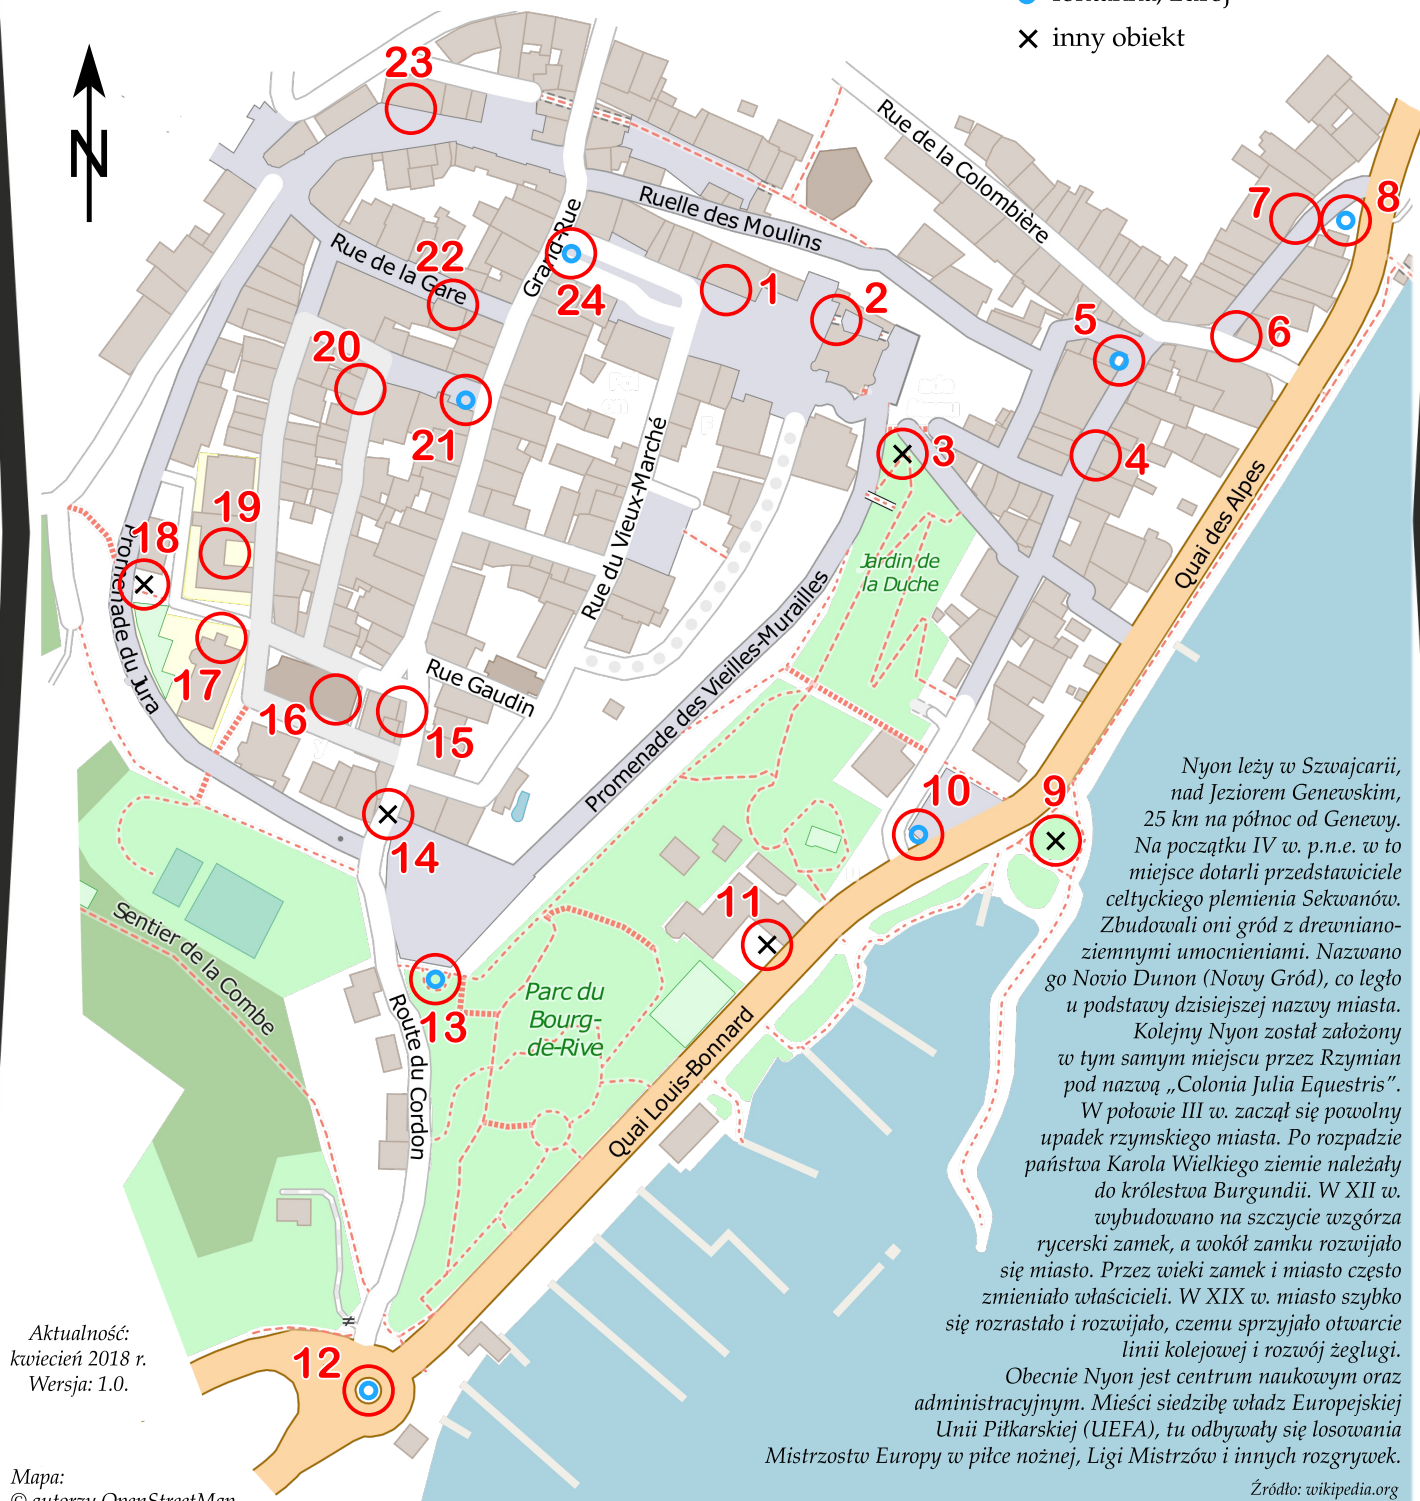 inny obiekt
N
23
Rue de la Colombière
7
8
Ruelle des Moulins
Grand-Rue
Rue de la Gare
22
24
1
2
5
6
20
21
3
4
Rue du Vieux-Marché
Quai des Alpes
19
18
Promenade du Jura
Jardin de
la Duche
Promenade des Vieilles-Murailles
17
16
Rue Gaudin
15
14
10
9
11
Sentier de la Combe
13
Route du Cordon
Parc du
Bourg-
de-Rive
Quai Louis-Bonnard
12
Nyon leży w Szwajcarii,
nad Jeziorem Genewskim,
25 km na północ od Genewy.
Na początku IV w. p.n.e. w to
miejsce dotarli przedstawiciele
celtyckiego plemienia Sekwanów.
Zbudowali oni gród z drewniano-
ziemnymi umocnieniami. Nazwano
go Novio Dunon (Nowy Gród), co legło
u podstawy dzisiejszej nazwy miasta.
Kolejny Nyon został założony
w tym samym miejscu przez Rzymian
pod nazwą „Colonia Julia Equestris”.
W połowie III w. zaczął się powolny
upadek rzymskiego miasta. Po rozpadzie
państwa Karola Wielkiego ziemie należały
do królestwa Burgundii. W XII w.
wybudowano na szczycie wzgórza
rycerski zamek, a wokół zamku rozwijało
się miasto. Przez wieki zamek i miasto często
zmieniało właścicieli. W XIX w. miasto szybko
się rozrastało i rozwijało, czemu sprzyjało otwarcie
linii kolejowej i rozwój żeglugi.
Obecnie Nyon jest centrum naukowym oraz
administracyjnym. Mieści siedzibę władz Europejskiej
Unii Piłkarskiej (UEFA), tu odbywały się losowania
Mistrzostw Europy w piłce nożnej, Ligi Mistrzów i innych rozgrywek.
Źródło: wikipedia.org
Aktualność:
kwiecień 2018 r.
Wersja: 1.0.
Mapa:
© autorzy OpenStreetMap